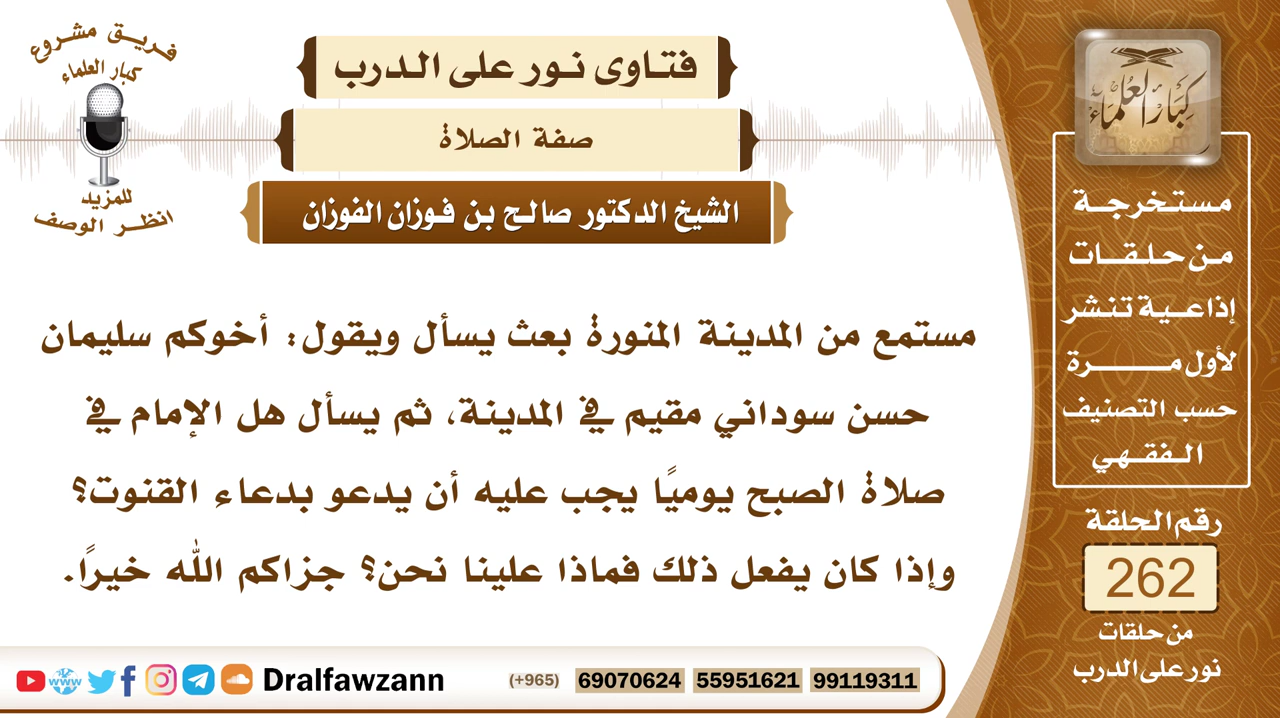 فريق مشروع
كبار العلماء
للمزيد
انظر الوصف
فتاوى نور على الدرب
صفة الصلاة
الشيخ الدكتور صالح بن فوزان الفوزان
مستمع من المدينة المنورة بعث يسأل ويقول: أخوكم سليمان
حسن سوداني مقيم في المدينة، ثم يسأل هل الإمام في
صلاة الصبح يوميًا يجب عليه أن يدعو بدعاء القنوت؟
وإذا كان يفعل ذلك فماذا علينا نحن؟ جزاكم الله خيرًا.
كبار العلماء
مستخرجة
من حلقات
إذاعية تنشر
لأول مرة
حسب التصنيف
الفقهي
رقم الحلقة
262
من حلقات
نور على الدرب
www Dralfawzann (+965) 69070624 55951621 99119311